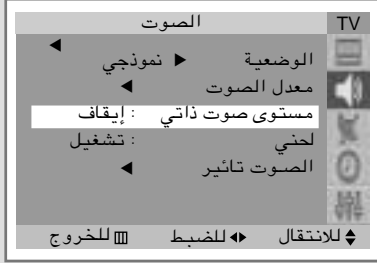 TV الصوت
الوضعية ◀ نموذجي ▶
معدل الصوت ◀
مستوى صوت ذاتي : إيقاف
لحني : تشغيل
الصوت تائير ◀
للانتقال للضبط للخروج